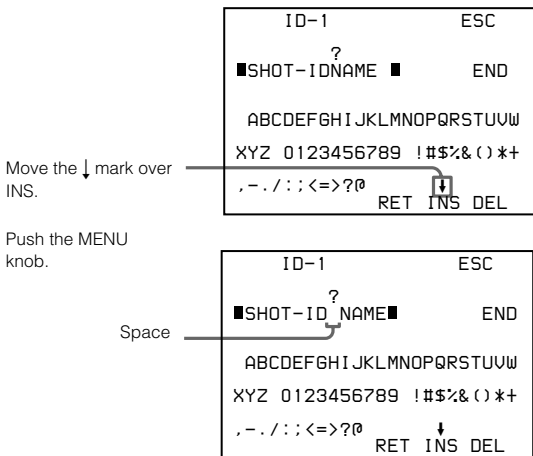 ID-1 ESC
?
■SHOT-IDNAME ■ END
ABCDEFGHIJKLMNOPQRSTUVW
XYZ 0123456789 !#$%&()*+
,-./:;<=>?@ ↓
RET INS DEL
Move the ↓ mark over
INS.
Push the MENU
knob.
ID-1 ESC
?
■SHOT-ID NAME■ END
Space
ABCDEFGHIJKLMNOPQRSTUVW
XYZ 0123456789 !#$%&()*+
,-./:;<=>?@ ↓
RET INS DEL